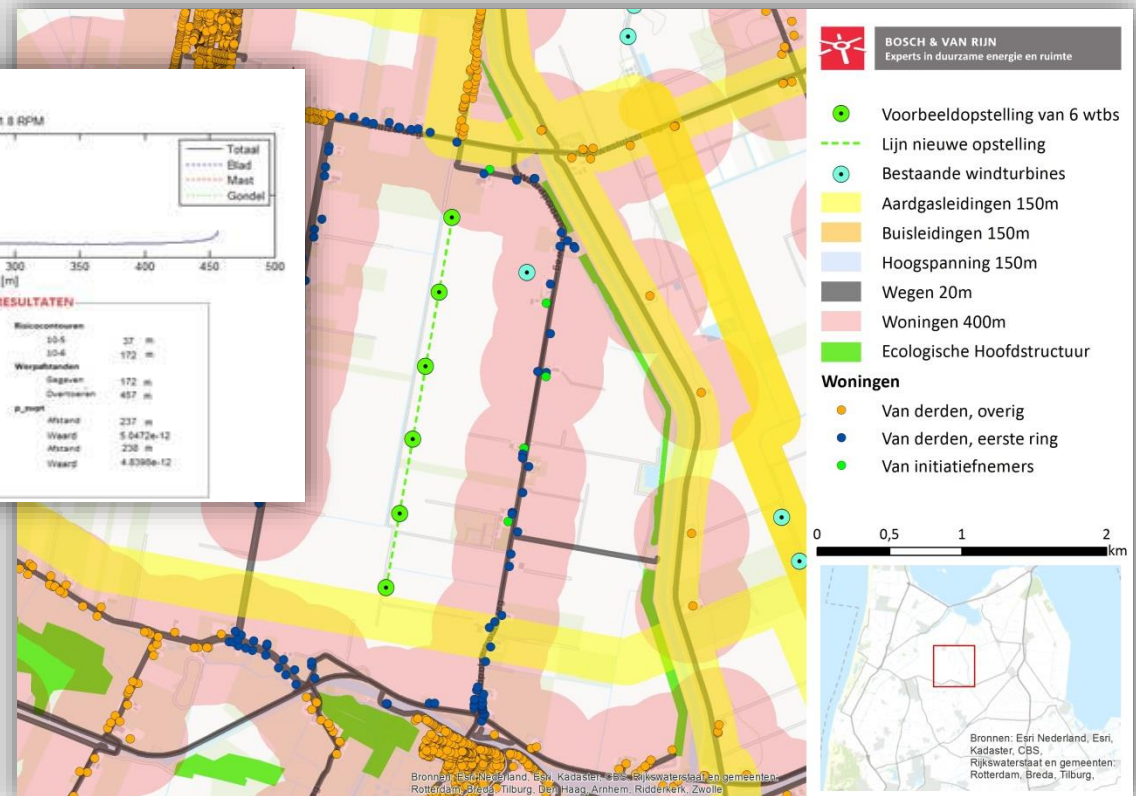 1.8 RPM
Totaal
Blad
Mast
Gondel
300 350 400 450 500
[m]
RESULTATEN
Risicocontouren
10-5 37 m
10-6 172 m
Werpafstanden
Gegeven 172 m
Overtoeren 457 m
Afstand 237 m
Waard 5.0472e-12
Afstand 238 m
Waard 4.8398e-12
BOSCH & VAN RIJN
Experts in duurzame energie en ruimte
Voorbeeldopstelling van 6 wtbs
Lijn nieuwe opstelling
Bestaande windturbines
Aardgasleidingen 150m
Buisleidingen 150m
Hoogspanning 150m
Wegen 20m
Woningen 400m
Ecologische Hoofdstructuur
Woningen
Van derden, overig
Van derden, eerste ring
Van initiatiefnemers
0 0,5 1 2
km
Bronnen: Esri Nederland, Esri,
Kadaster, CBS,
Rijkswaterstaat en gemeenten:
Rotterdam, Breda, Tilburg,
Bronnen: Esri Nederland, Esri, Kadaster, CBS, Rijkswaterstaat en gemeenten:
Rotterdam, Breda, Tilburg, Den Haag, Arnhem, Ridderkerk, Zwolle